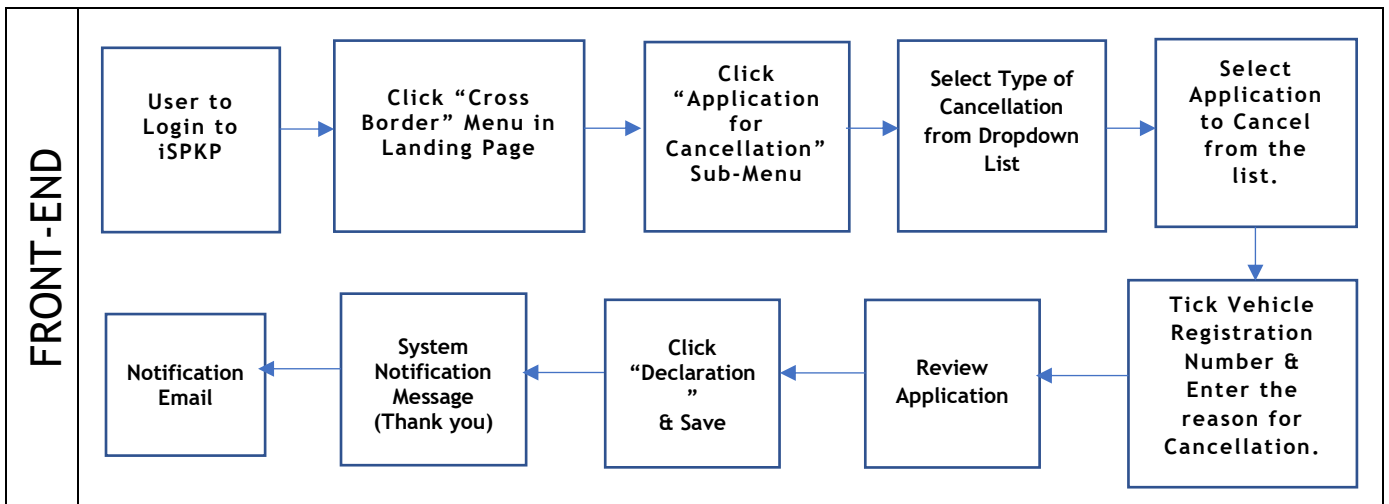 FRONT-END
User to
Login to
iSPKP
Click “Cross
Border” Menu in
Landing Page
Click
“Application
for
Cancellation”
Sub-Menu
Select Type of
Cancellation
from Dropdown
List
Select
Application
to Cancel
from the
list.
Tick Vehicle
Registration
Number &
Enter the
reason for
Cancellation.
Review
Application
Click
“Declaration
”
& Save
System
Notification
Message
(Thank you)
Notification
Email